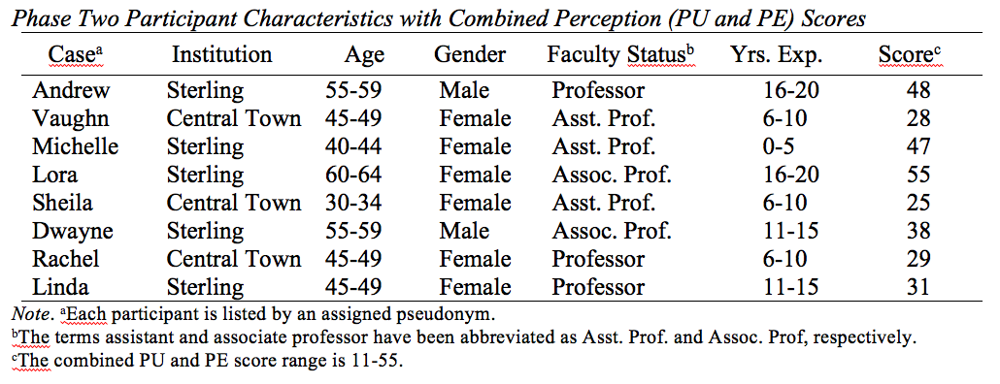 Phase Two Participant Characteristics with Combined Perception (PU and PE) Scores
Caseᵃ Institution Age Gender Faculty Statusᵇ Yrs. Exp. Scoreᶜ
Andrew Sterling 55-59 Male Professor 16-20 48
Vaughn Central Town 45-49 Female Asst. Prof. 6-10 28
Michelle Sterling 40-44 Female Asst. Prof. 0-5 47
Lora Sterling 60-64 Female Assoc. Prof. 16-20 55
Sheila Central Town 30-34 Female Asst. Prof. 6-10 25
Dwayne Sterling 55-59 Male Assoc. Prof. 11-15 38
Rachel Central Town 45-49 Female Professor 6-10 29
Linda Sterling 45-49 Female Professor 11-15 31
Note. ᵃEach participant is listed by an assigned pseudonym.
ᵇThe terms assistant and associate professor have been abbreviated as Asst. Prof. and Assoc. Prof, respectively.
ᶜThe combined PU and PE score range is 11-55.